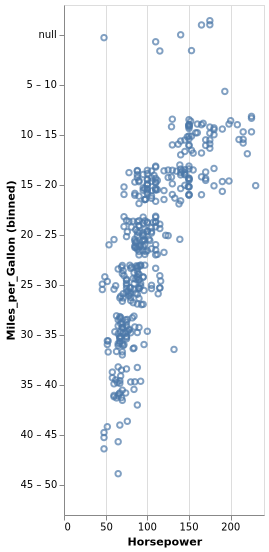 Miles_per_Gallon (binned)
null
5 – 10
10 – 15
15 – 20
20 – 25
25 – 30
30 – 35
35 – 40
40 – 45
45 – 50
0 50 100 150 200
Horsepower